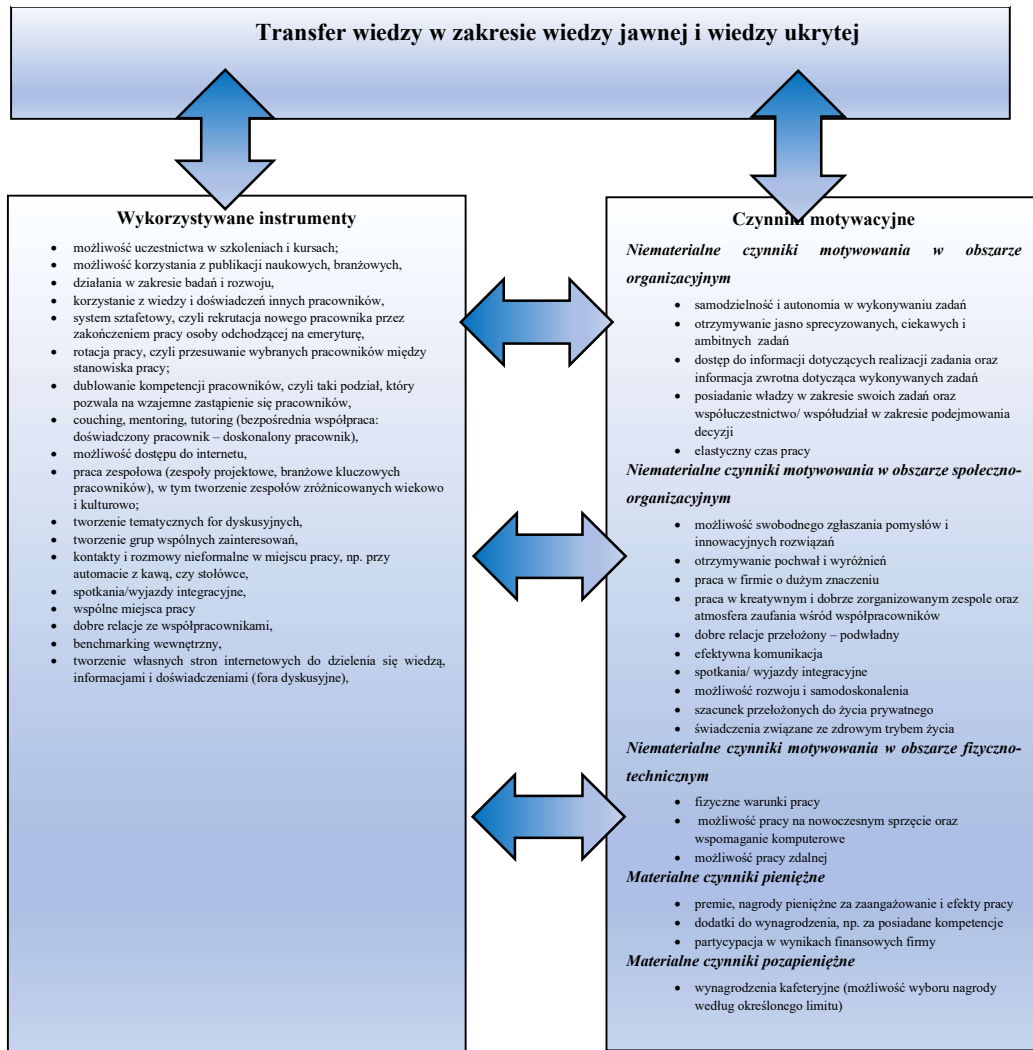 Transfer wiedzy w zakresie wiedzy jawnej i wiedzy ukrytej
Wykorzystywane instrumenty
• możliwość uczestnictwa w szkoleniach i kursach;
• możliwość korzystania z publikacji naukowych, branżowych,
• działania w zakresie badań i rozwoju,
• korzystanie z wiedzy i doświadczeń innych pracowników,
• system sztafetowy, czyli rekrutacja nowego pracownika przez
zakończeniem pracy osoby odchodzącej na emeryturę,
• rotacja pracy, czyli przesuwanie wybranych pracowników między
stanowiska pracy;
• dublowanie kompetencji pracowników, czyli taki podział, który
pozwala na wzajemne zastąpienie się pracowników,
• couching, mentoring, tutoring (bezpośrednia współpraca:
doświadczony pracownik – doskonalony pracownik),
• możliwość dostępu do internetu,
• praca zespołowa (zespoły projektowe, branżowe kluczowych
pracowników), w tym tworzenie zespołów zróżnicowanych wiekowo
i kulturowo;
• tworzenie tematycznych for dyskusyjnych,
• tworzenie grup wspólnych zainteresowań,
• kontakty i rozmowy nieformalne w miejscu pracy, np. przy
automacie z kawą, czy stołówce,
• spotkania/wyjazdy integracyjne,
• wspólne miejsca pracy
• dobre relacje ze współpracownikami,
• benchmarking wewnętrzny,
• tworzenie własnych stron internetowych do dzielenia się wiedzą,
informacjami i doświadczeniami (fora dyskusyjne),
Czynniki motywacyjne
Niematerialne czynniki motywowania w obszarze
organizacyjnym
• samodzielność i autonomia w wykonywaniu zadań
• otrzymywanie jasno sprecyzowanych, ciekawych i
ambitnych zadań
• dostęp do informacji dotyczących realizacji zadania oraz
informacja zwrotna dotycząca wykonywanych zadań
• posiadanie władzy w zakresie swoich zadań oraz
współuczestnictwo/ współudział w zakresie podejmowania
decyzji
• elastyczny czas pracy
Niematerialne czynniki motywowania w obszarze społeczno-
organizacyjnym
• możliwość swobodnego zgłaszania pomysłów i
innowacyjnych rozwiązań
• otrzymywanie pochwał i wyróżnień
• praca w firmie o dużym znaczeniu
• praca w kreatywnym i dobrze zorganizowanym zespole oraz
atmosfera zaufania wśród współpracowników
• dobre relacje przełożony – podwładny
• efektywna komunikacja
• spotkania/ wyjazdy integracyjne
• możliwość rozwoju i samodoskonalenia
• szacunek przełożonych do życia prywatnego
• świadczenia związane ze zdrowym trybem życia
Niematerialne czynniki motywowania w obszarze fizyczno-
technicznym
• fizyczne warunki pracy
• możliwość pracy na nowoczesnym sprzęcie oraz
wspomaganie komputerowe
• możliwość pracy zdalnej
Materialne czynniki pieniężne
• premie, nagrody pieniężne za zaangażowanie i efekty pracy
• dodatki do wynagrodzenia, np. za posiadane kompetencje
• partycypacja w wynikach finansowych firmy
Materialne czynniki pozapieniężne
• wynagrodzenia kafeteryjne (możliwość wyboru nagrody
według określonego limitu)